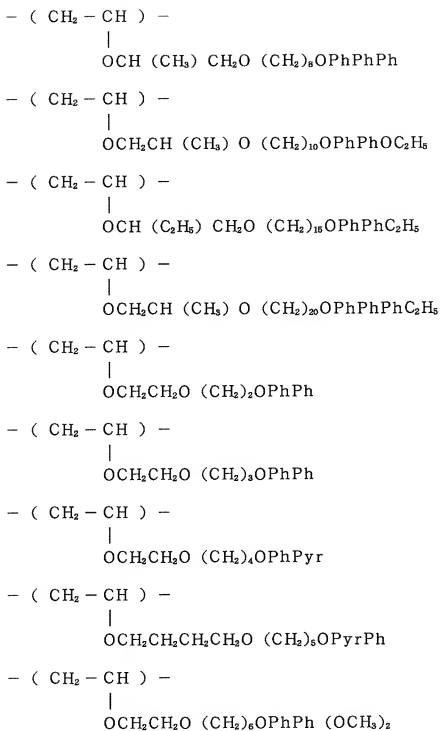 − ( CH₂ − CH ) −
|
OCH (CH₃) CH₂O (CH₂)₈OPhPhPh
− ( CH₂ − CH ) −
|
OCH₂CH (CH₃) O (CH₂)₁₀OPhPhOC₂H₅
− ( CH₂ − CH ) −
|
OCH (C₂H₅) CH₂O (CH₂)₁₅OPhPhC₂H₅
− ( CH₂ − CH ) −
|
OCH₂CH (CH₃) O (CH₂)₂₀OPhPhPhC₂H₅
− ( CH₂ − CH ) −
|
OCH₂CH₂O (CH₂)₂OPhPh
− ( CH₂ − CH ) −
|
OCH₂CH₂O (CH₂)₃OPhPh
− ( CH₂ − CH ) −
|
OCH₂CH₂O (CH₂)₄OPhPyr
− ( CH₂ − CH ) −
|
OCH₂CH₂CH₂CH₂O (CH₂)₅OPyrPh
− ( CH₂ − CH ) −
|
OCH₂CH₂O (CH₂)₆OPhPh (OCH₃)₂